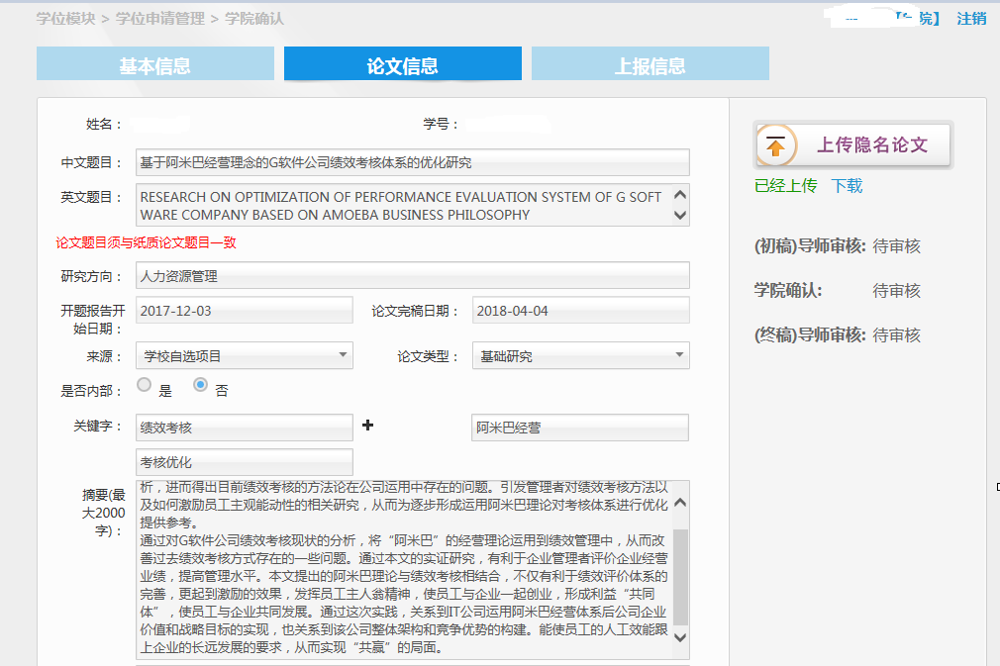 学位模块 > 学位申请管理 > 学院确认
院】 注销
基本信息
论文信息
上报信息
姓名：
学号：
中文题目： 基于阿米巴经营理念的G软件公司绩效考核体系的优化研究
英文题目： RESEARCH ON OPTIMIZATION OF PERFORMANCE EVALUATION SYSTEM OF G SOFT
WARE COMPANY BASED ON AMOEBA BUSINESS PHILOSOPHY
论文题目须与纸质论文题目一致
研究方向： 人力资源管理
开题报告开
始日期： 2017-12-03
论文完稿日期： 2018-04-04
来源： 学校自选项目
论文类型： 基础研究
是否内部： 是 否
关键字： 绩效考核
阿米巴经营
考核优化
摘要(最
大2000
字)：
析，进而得出目前绩效考核的方法论在公司运用中存在的问题。引发管理者对绩效考核方法以
及如何激励员工主观能动性的相关研究，从而为逐步形成运用阿米巴理论对考核体系进行优化
提供参考。
通过对G软件公司绩效考核现状的分析，将“阿米巴”的经营理论运用到绩效管理中，从而改
善过去绩效考核方式存在的一些问题。通过本文的实证研究，有利于企业管理者评价企业经营
业绩，提高管理水平。本文提出的阿米巴理论与绩效考核相结合，不仅有利于绩效评价体系的
完善，更起到激励的效果，发挥员工主人翁精神，使员工与企业一起创业，形成利益“共同
体”，使员工与企业共同发展。通过这次实践，关系到IT公司运用阿米巴经营体系后公司企业
价值和战略目标的实现，也关系到该公司整体架构和竞争优势的构建。能使员工的人工效能跟
上企业的长远发展的要求，从而实现“共赢”的局面。
上传隐名论文
已经上传 下载
(初稿)导师审核: 待审核
学院确认: 待审核
(终稿)导师审核: 待审核